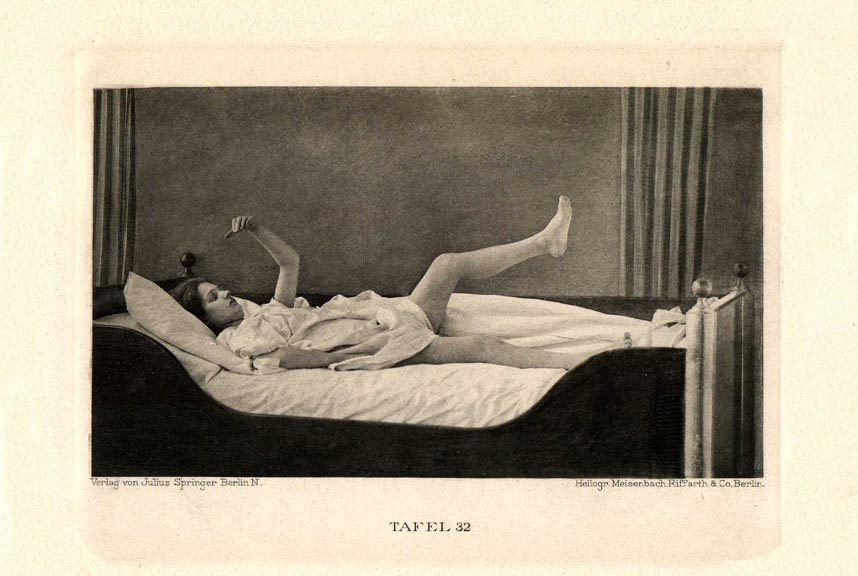 Verlag von Julius Springer Berlin N.
Heliogr. Meisenbach Riffarth & Co. Berlin.
TAFEL 32